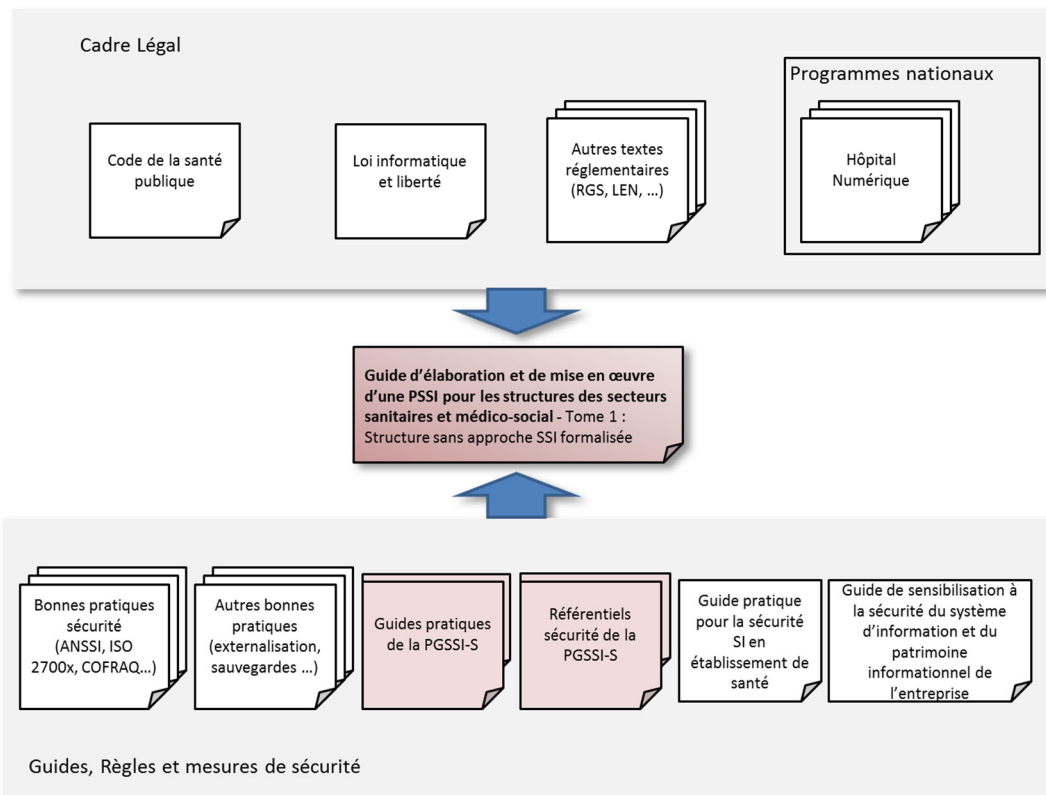 Cadre Légal
Programmes nationaux
Code de la santé
publique
Loi informatique
et liberté
Autres textes
réglementaires
(RGS, LEN, ...)
Hôpital
Numérique
Guide d'élaboration et de mise en œuvre
d'une PSSI pour les structures des secteurs
sanitaires et médico-social - Tome 1 :
Structure sans approche SSI formalisée
Bonnes pratiques
sécurité
(ANSSI, ISO
2700x, COFRAQ...)
Autres bonnes
pratiques
(externalisation,
sauvegardes ...)
Guides pratiques
de la PGSSI-S
Référentiels
sécurité de la
PGSSI-S
Guide pratique
pour la sécurité
SI en
établissement de
santé
Guide de sensibilisation à
la sécurité du système
d'information et du
patrimoine
informationnel de
l'entreprise
Guides, Règles et mesures de sécurité